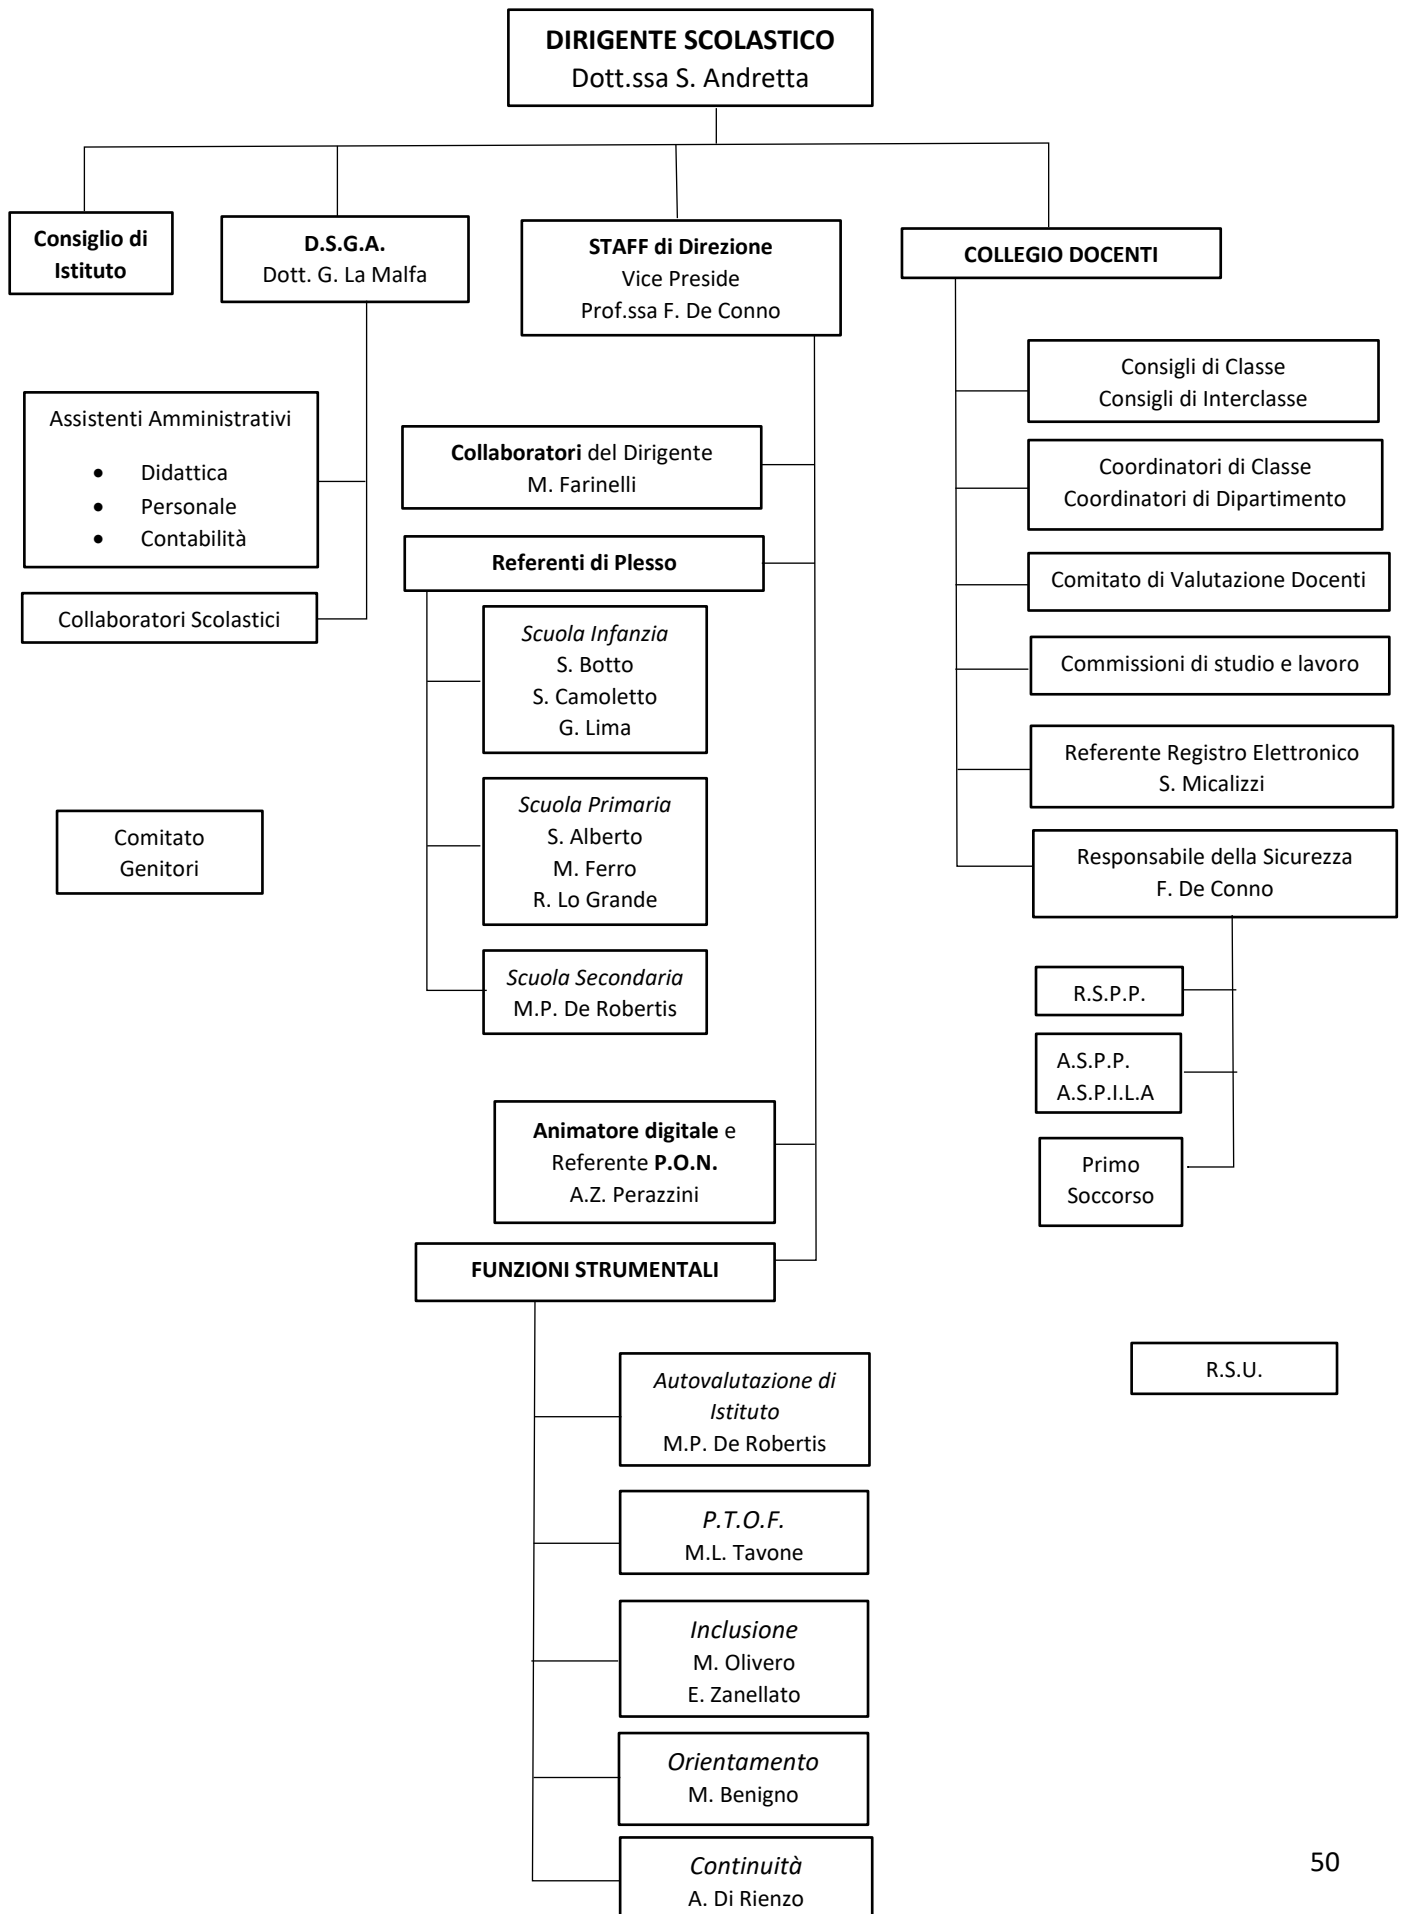 DIRIGENTE SCOLASTICO
Dott.ssa S. Andretta
Consiglio di
Istituto
D.S.G.A.
Dott. G. La Malfa
STAFF di Direzione
Vice Preside
Prof.ssa F. De Conno
COLLEGIO DOCENTI
Assistenti Amministrativi
• Didattica
• Personale
• Contabilità
Collaboratori Scolastici
Comitato
Genitori
Collaboratori del Dirigente
M. Farinelli
Referenti di Plesso
Scuola Infanzia
S. Botto
S. Camoletto
G. Lima
Scuola Primaria
S. Alberto
M. Ferro
R. Lo Grande
Scuola Secondaria
M.P. De Robertis
Animatore digitale e
Referente P.O.N.
A.Z. Perazzini
FUNZIONI STRUMENTALI
Autovalutazione di
Istituto
M.P. De Robertis
P.T.O.F.
M.L. Tavone
Inclusione
M. Olivero
E. Zanellato
Orientamento
M. Benigno
Continuità
A. Di Rienzo
Consigli di Classe
Consigli di Interclasse
Coordinatori di Classe
Coordinatori di Dipartimento
Comitato di Valutazione Docenti
Commissioni di studio e lavoro
Referente Registro Elettronico
S. Micalizzi
Responsabile della Sicurezza
F. De Conno
R.S.P.P.
A.S.P.P.
A.S.P.I.L.A
Primo
Soccorso
R.S.U.
50